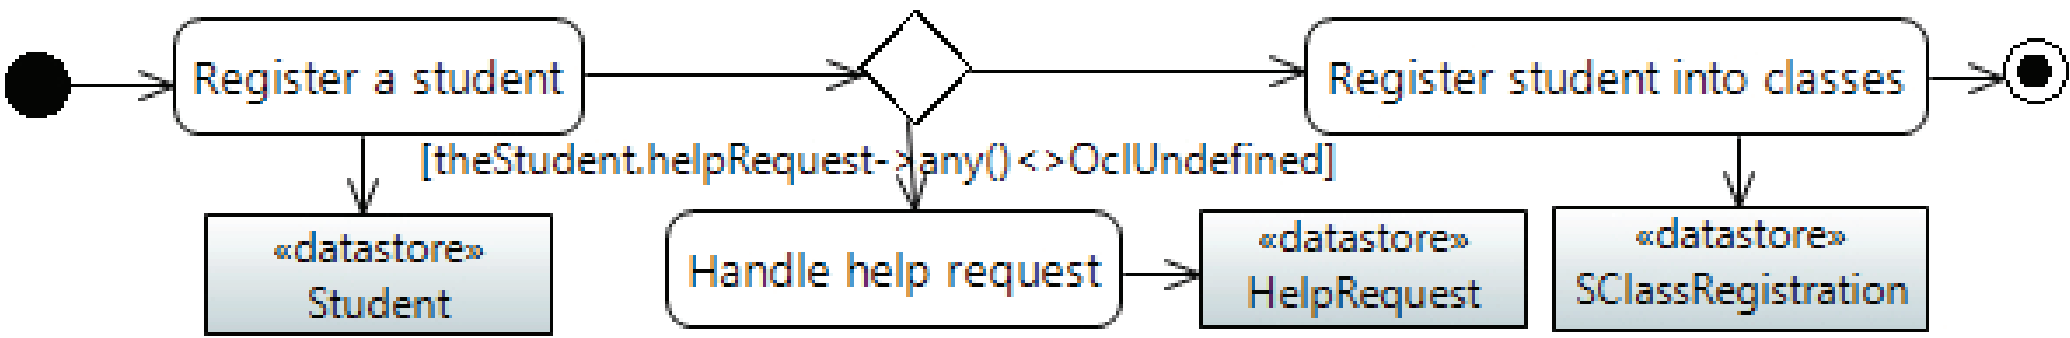 Register a student
Register student into classes
[theStudent.helpRequest->any()<>OclUndefined]
«datastore»
Student
Handle help request
«datastore»
HelpRequest
«datastore»
SClassRegistration